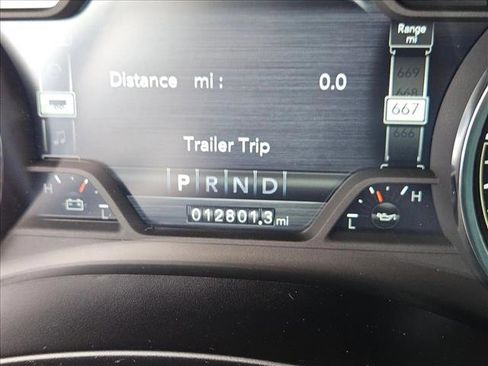 Range
mi
669
668
667
666
Distance mi: 0.0
Trailer Trip
P R N D
H
L
012801.3 mi
H
L